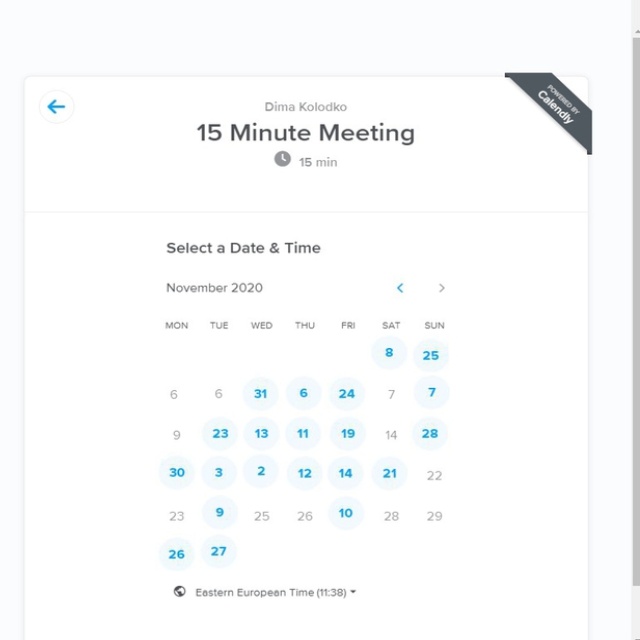 POWERED BY
Calendly
Dima Kolodko
15 Minute Meeting
15 min
Select a Date & Time
November 2020
MON TUE WED THU FRI SAT SUN
8 25
6 6 31 6 24 7 7
9 23 13 11 19 14 28
30 3 2 12 14 21 22
23 9 25 26 10 28 29
26 27
Eastern European Time (11:38)